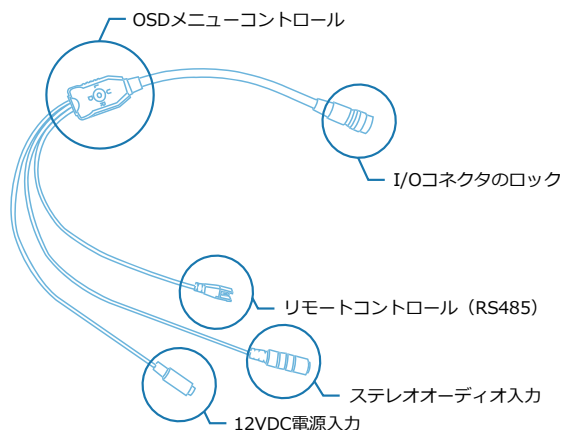 OSDメニューコントロール
I/Oコネクタのロック
リモートコントロール（RS485）
ステレオオーディオ入力
12VDC電源入力